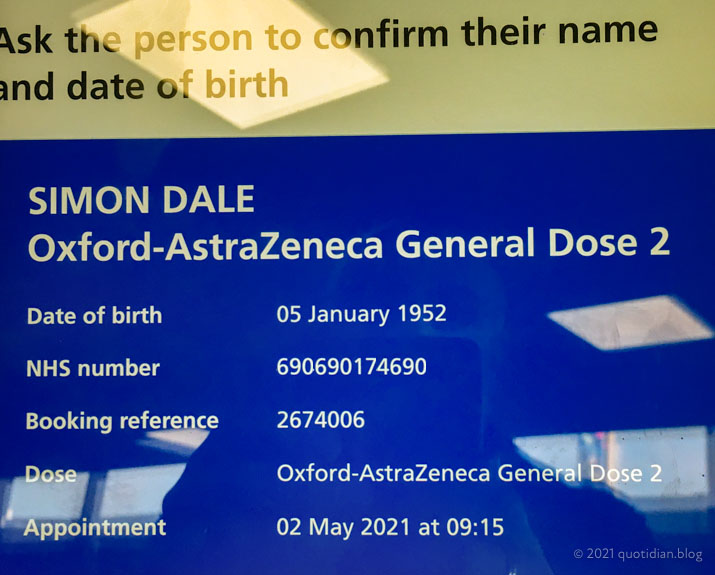 Ask the person to confirm their name
and date of birth
SIMON DALE
Oxford-AstraZeneca General Dose 2
Date of birth 05 January 1952
NHS number 690690174690
Booking reference 2674006
Dose Oxford-AstraZeneca General Dose 2
Appointment 02 May 2021 at 09:15
© 2021 quotidian.blog